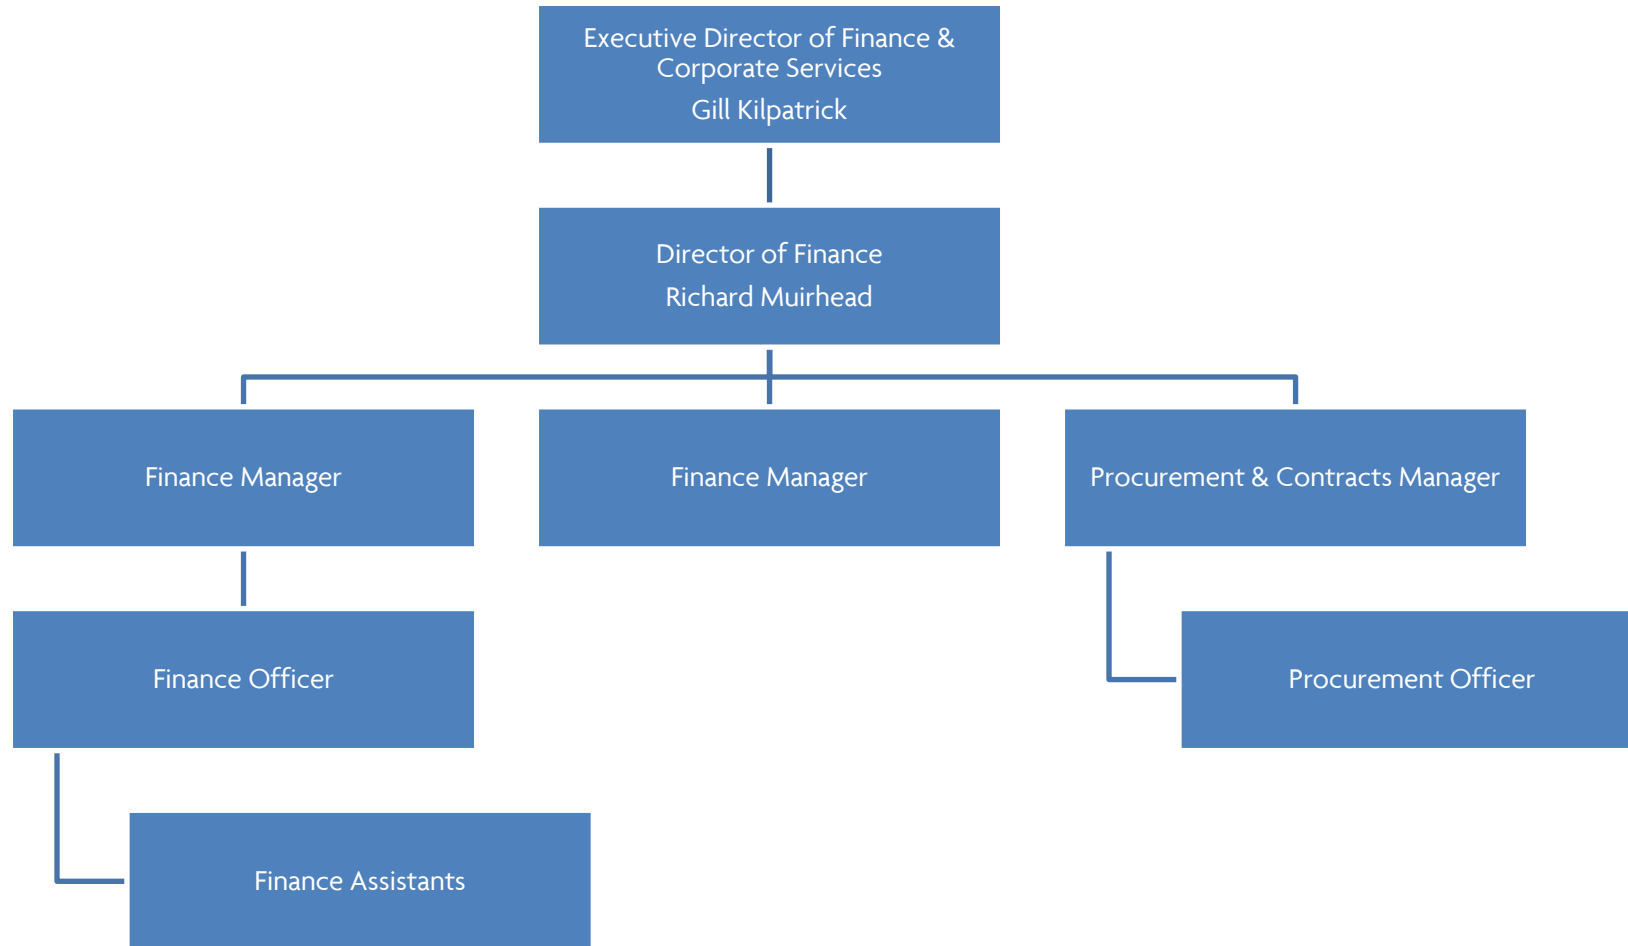 Executive Director of Finance &
Corporate Services
Gill Kilpatrick
Director of Finance
Richard Muirhead
Finance Manager
Finance Manager
Procurement & Contracts Manager
Finance Officer
Procurement Officer
Finance Assistants